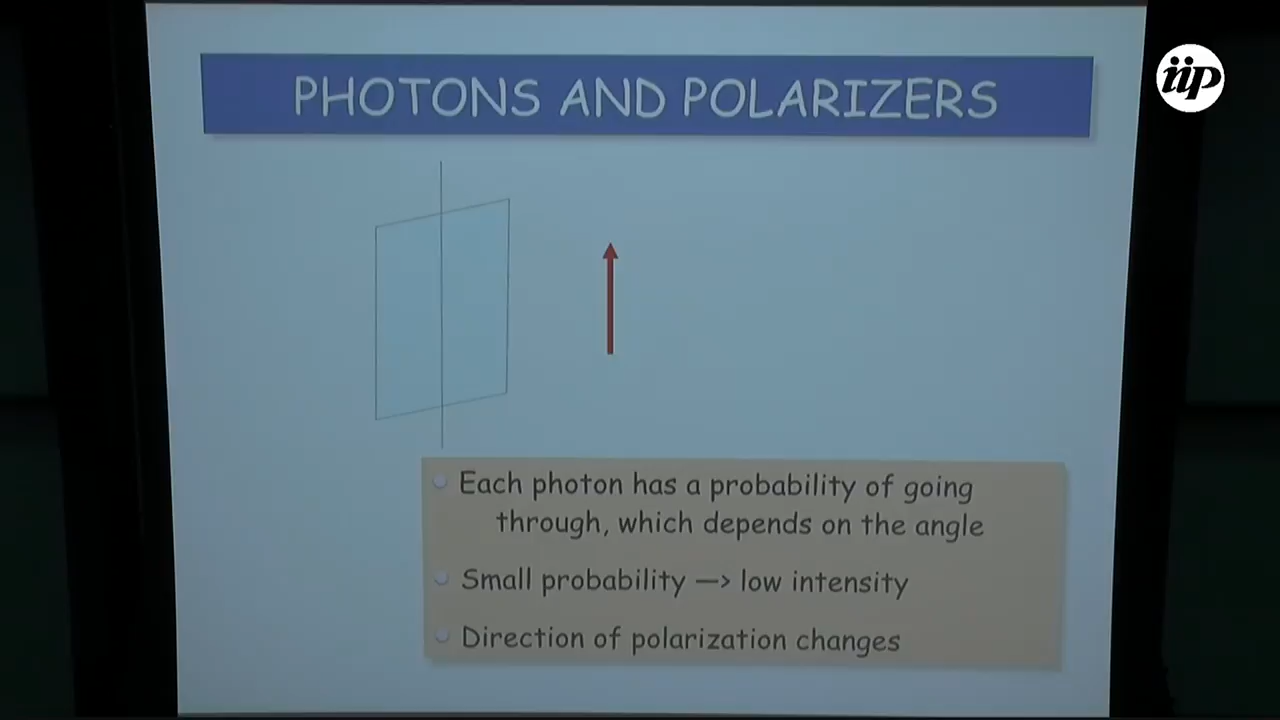 PHOTONS AND POLARIZERS
iip
Each photon has a probability of going
through, which depends on the angle
Small probability —> low intensity
Direction of polarization changes